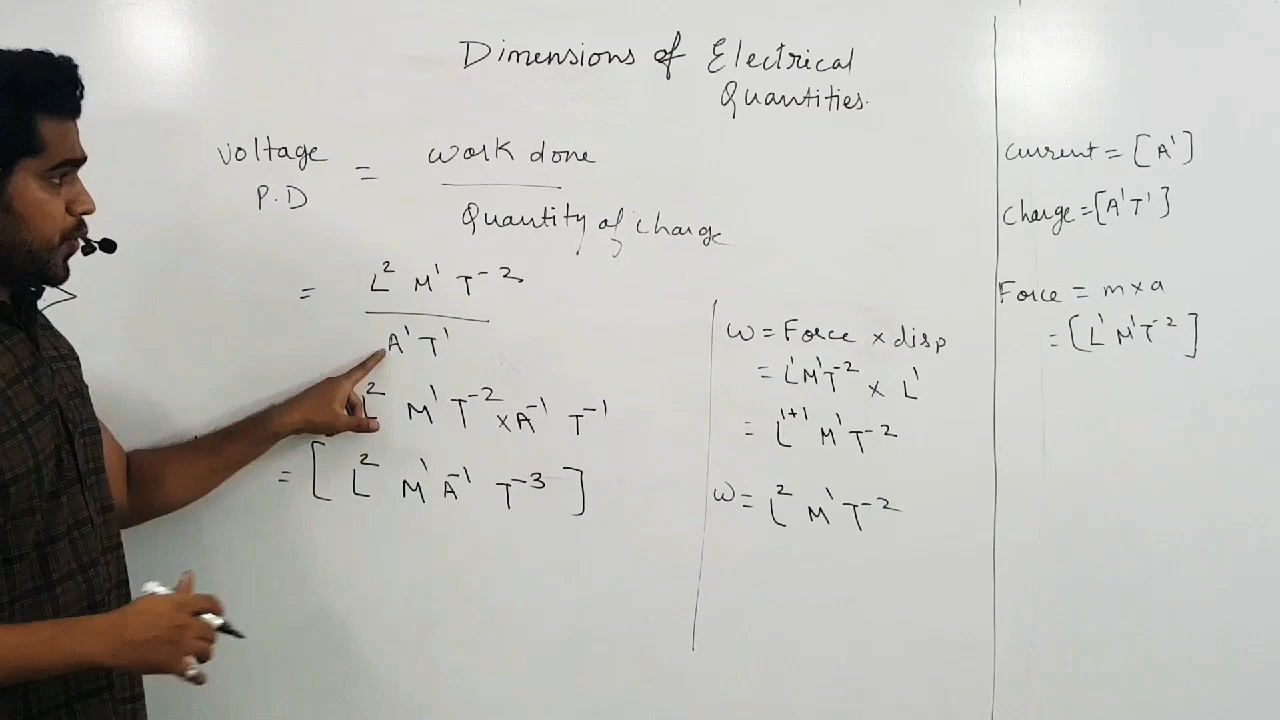 Dimensions of Electrical
Quantities.
Voltage
P.D
= work done
Quantity of charge
= L² M¹ T⁻²
A¹ T¹
L² M¹ T⁻² × A⁻¹ T⁻¹
= [L² M¹ A⁻¹ T⁻³]
W = Force × disp
= L¹M¹T⁻² × L¹
= L¹⁺¹ M¹ T⁻²
W = L² M¹ T⁻²
Current = [A¹]
Charge = [A¹T¹]
Force = m×a
= [L¹ M¹ T⁻²]